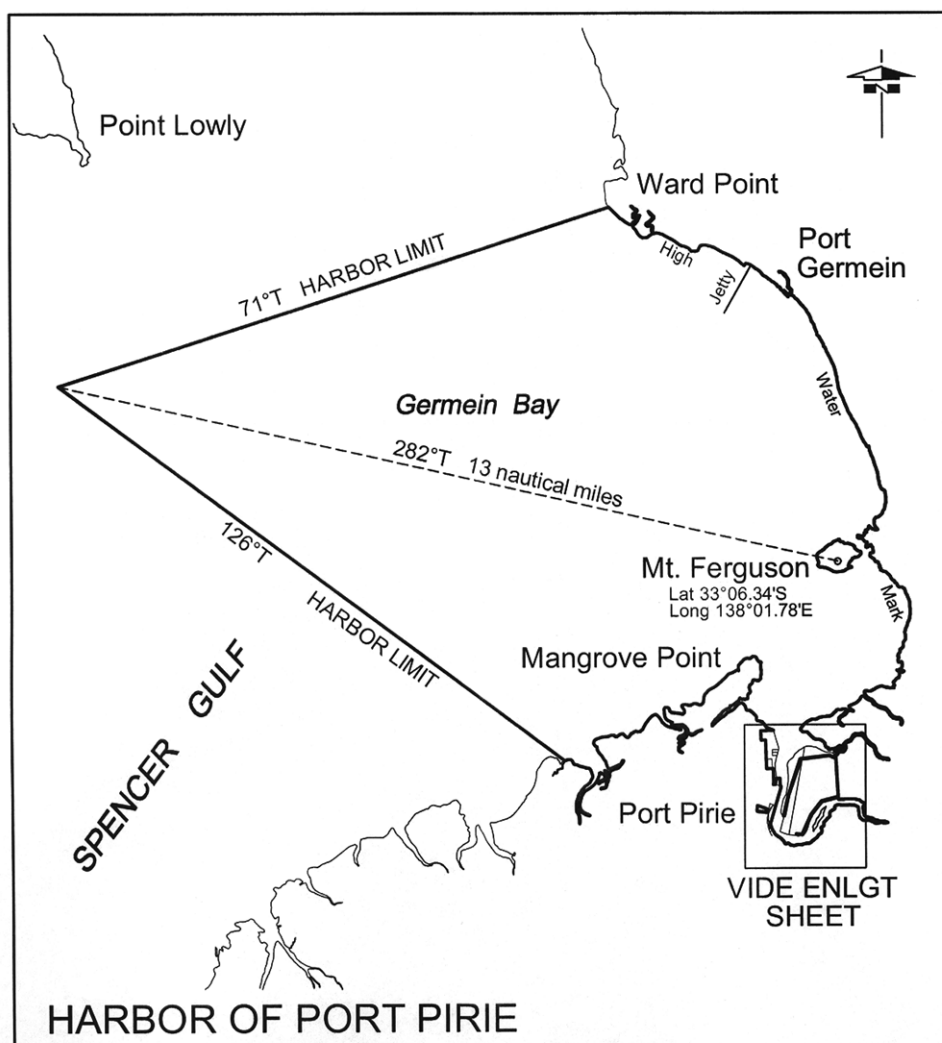 Point Lowly
N
Ward Point
High
Port
Germein
Jetty
71°T HARBOR LIMIT
Water
Germein Bay
282°T 13 nautical miles
126°T
HARBOR LIMIT
Mt. Ferguson
Lat 33°06.34'S
Long 138°01.78'E
Mark
Mangrove Point
SPENCER GULF
Port Pirie
VIDE ENLGT
SHEET
HARBOR OF PORT PIRIE